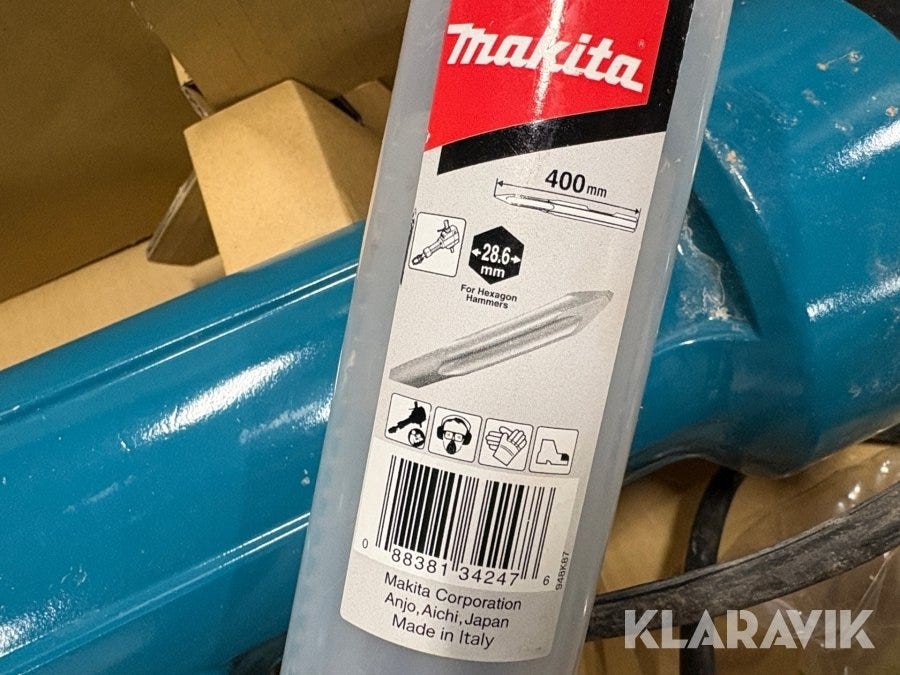 makita®
400mm
28.6
mm
For Hexagon
Hammers
0 88381 34247 6
948K87
Makita Corporation
Anjo, Aichi, Japan
Made in Italy
KLARAVIK